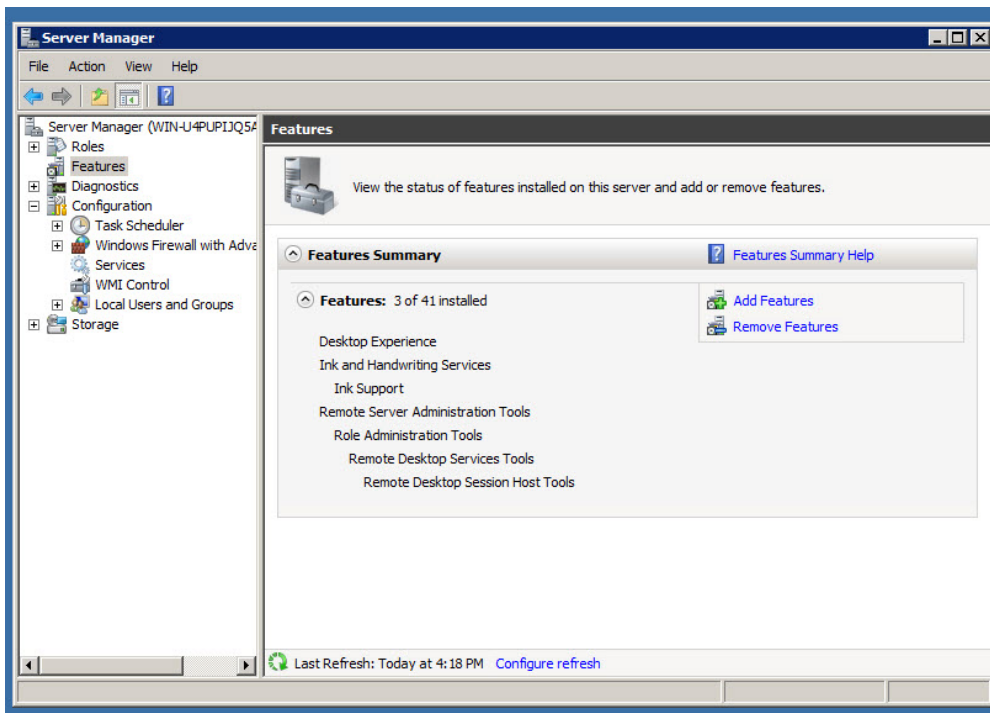 Server Manager
File Action View Help
Server Manager (WIN-U4PUPIJQ5A
Roles
Features
Diagnostics
Configuration
Task Scheduler
Windows Firewall with Adva
Services
WMI Control
Local Users and Groups
Storage
Features
View the status of features installed on this server and add or remove features.
Features Summary
Features Summary Help
Features: 3 of 41 installed
Add Features
Remove Features
Desktop Experience
Ink and Handwriting Services
Ink Support
Remote Server Administration Tools
Role Administration Tools
Remote Desktop Services Tools
Remote Desktop Session Host Tools
Last Refresh: Today at 4:18 PM Configure refresh